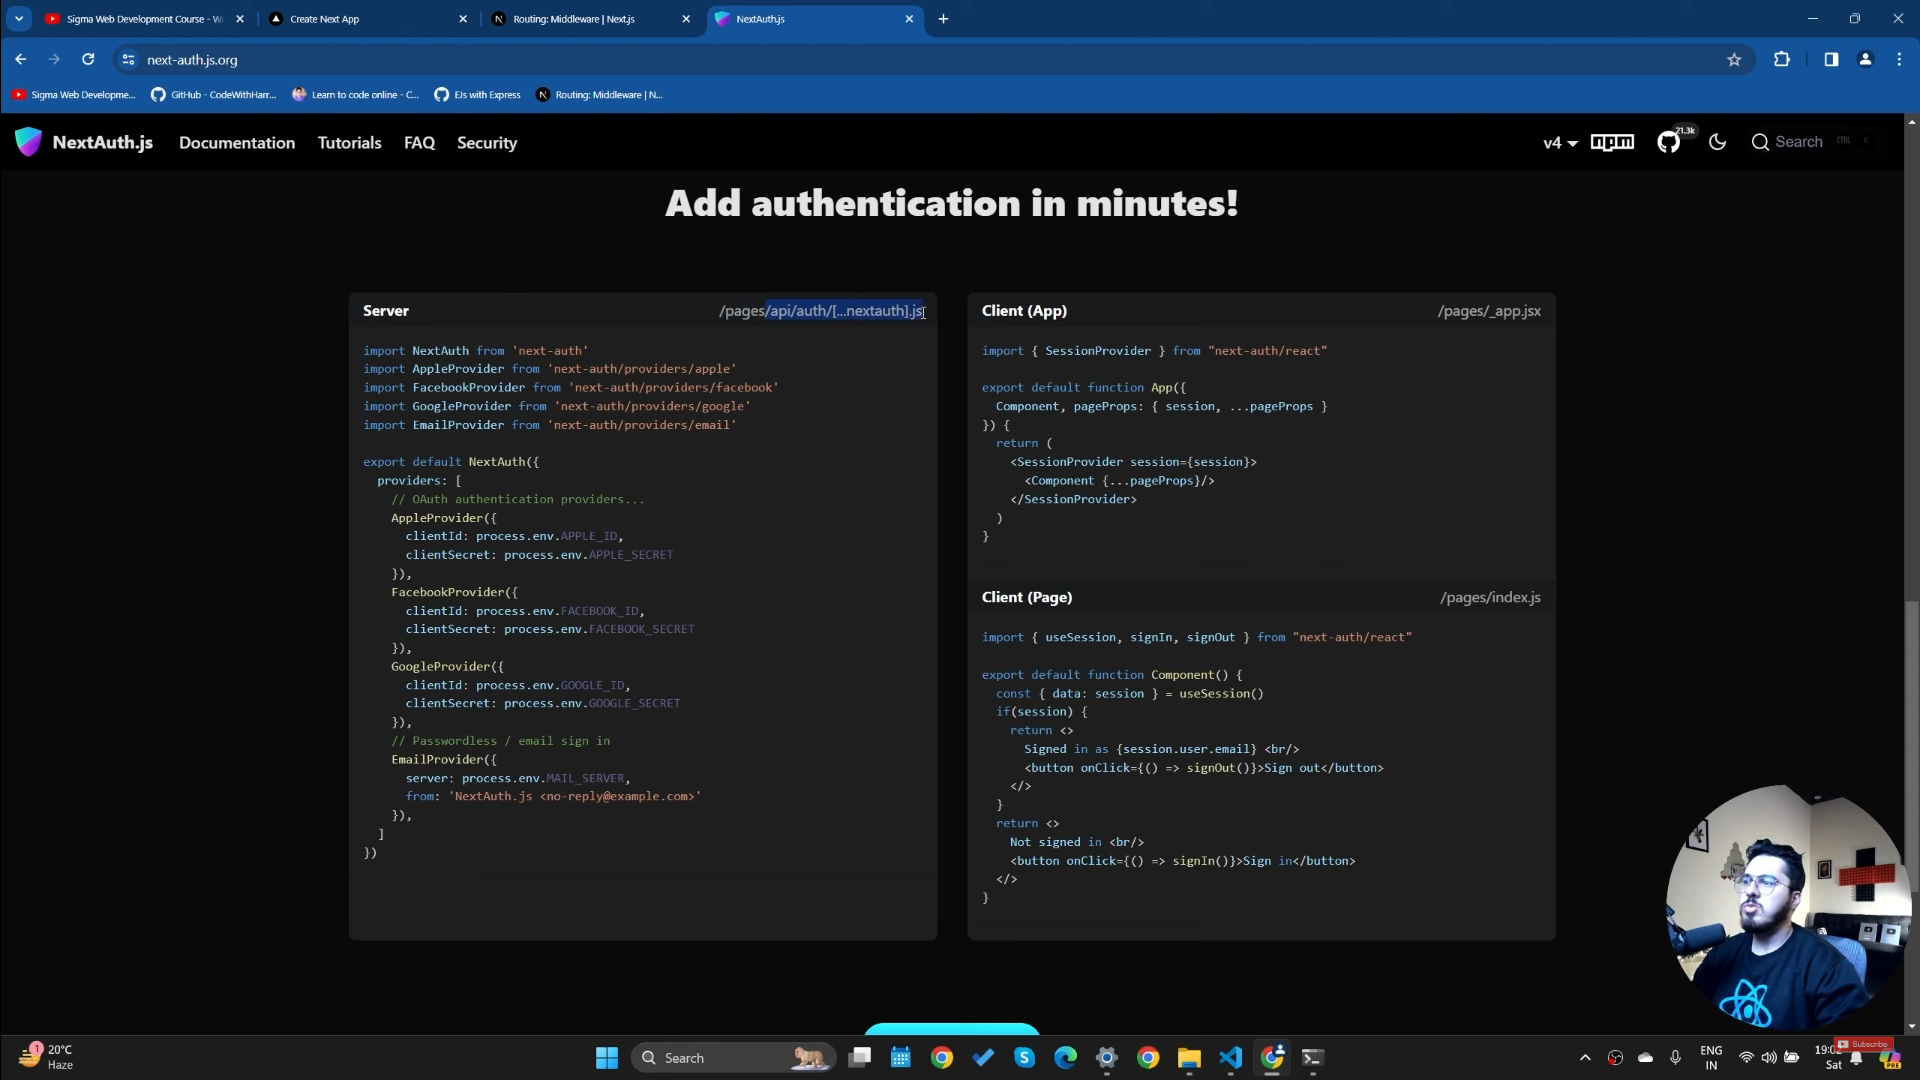 Sigma Web Development Course - W
Create Next App
Routing: Middleware | Next.js
NextAuth.js
next-auth.js.org
Sigma Web Developme...
GitHub - CodeWithHarr...
Learn to code online - C...
EJs with Express
Routing: Middleware | N...
NextAuth.js
Documentation
Tutorials
FAQ
Security
v4
npm
21.3k
Search
CTRL K
Add authentication in minutes!
Server
/pages/api/auth/[...nextauth].js
import NextAuth from 'next-auth'
import AppleProvider from 'next-auth/providers/apple'
import FacebookProvider from 'next-auth/providers/facebook'
import GoogleProvider from 'next-auth/providers/google'
import EmailProvider from 'next-auth/providers/email'
export default NextAuth({
providers: [
// OAuth authentication providers...
AppleProvider({
clientId: process.env.APPLE_ID,
clientSecret: process.env.APPLE_SECRET
}),
FacebookProvider({
clientId: process.env.FACEBOOK_ID,
clientSecret: process.env.FACEBOOK_SECRET
}),
GoogleProvider({
clientId: process.env.GOOGLE_ID,
clientSecret: process.env.GOOGLE_SECRET
}),
// Passwordless / email sign in
EmailProvider({
server: process.env.MAIL_SERVER,
from: 'NextAuth.js <no-reply@example.com>'
}),
]
})
Client (App)
/pages/_app.jsx
import { SessionProvider } from "next-auth/react"
export default function App({
Component, pageProps: { session, ...pageProps }
}) {
return (
<SessionProvider session={session}>
<Component {...pageProps}/>
</SessionProvider>
)
}
Client (Page)
/pages/index.js
import { useSession, signIn, signOut } from "next-auth/react"
export default function Component() {
const { data: session } = useSession()
if(session) {
return <>
Signed in as {session.user.email} <br/>
<button onClick={() => signOut()}>Sign out</button>
</>
}
return <>
Not signed in <br/>
<button onClick={() => signIn()}>Sign in</button>
</>
}
1
20°C
Haze
Search
ENG
IN
Subscribe
Sat
PRE